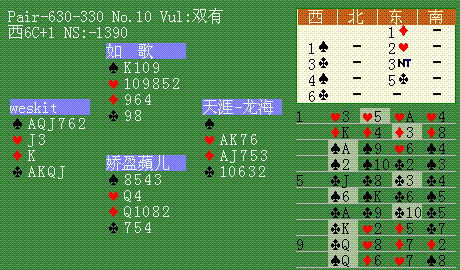 Pair-630-330 No.10 Vul:双有
西6C+1 NS:-1390
如 歌
♠K109
♥109852
♦964
♣98
weskit
♠AQJ762
♥J3
♦K
♣AKQJ
天涯-龙海
♠
♥AK76
♦AJ753
♣10632
娇盈蘋儿
♠8543
♥Q4
♦Q1082
♣754
西 北 东 南
1♦ –
1♠ – 2♥ –
3♣ – 3NT –
4♠ – 5♣ –
6♣ – – –
1 ♥3 ♥5 ♥A ♥4
♦K ♦4 ♦3 ♦8
♠A ♠9 ♥6 ♠4
♠2 ♠10 ♣2 ♠3
5 ♣J ♣8 ♣3 ♣4
♠6 ♠K ♣6 ♠5
♣A ♣9 ♣10 ♣5
♣K ♥2 ♦5 ♣7
9 ♣Q ♥8 ♦7 ♦2
♠Q ♦6 ♥7 ♠8